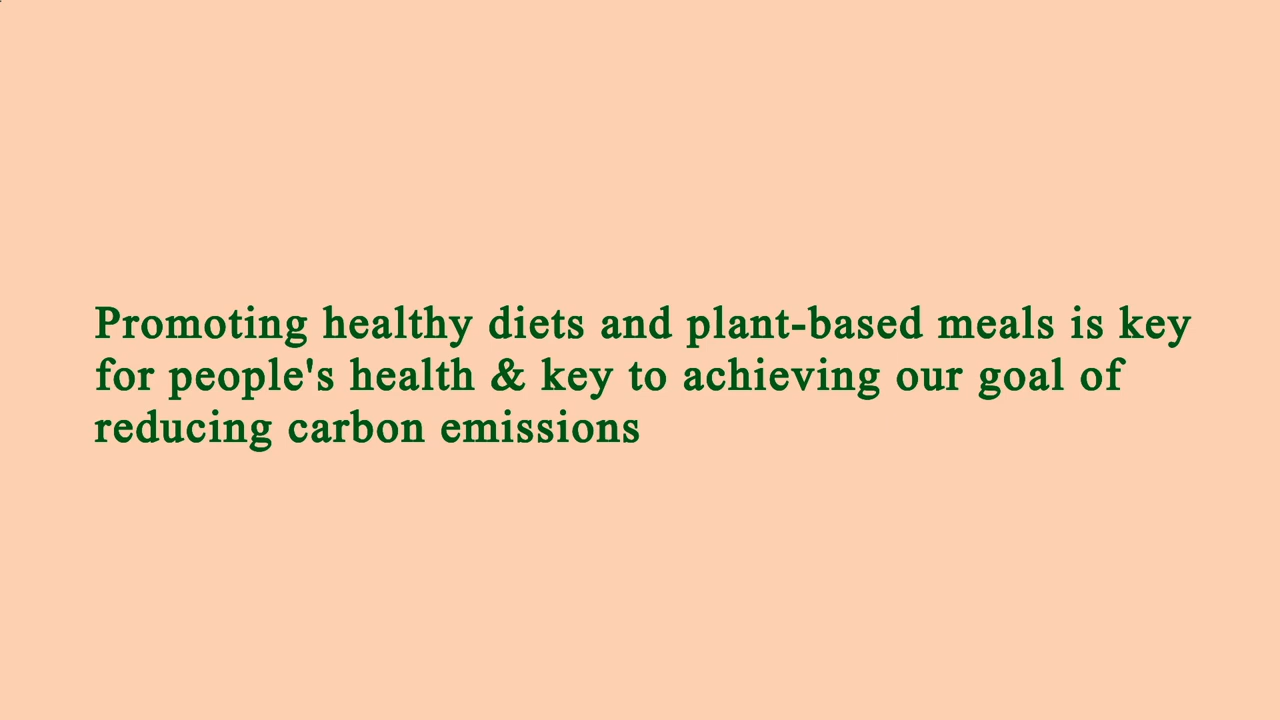 Promoting healthy diets and plant-based meals is key
for people's health & key to achieving our goal of
reducing carbon emissions